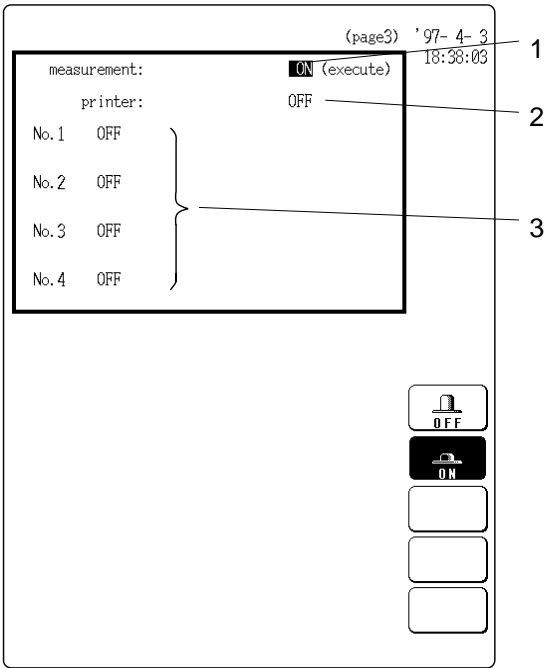 (page3) '97- 4- 3
18:38:03
measurement: ON (execute)
printer: OFF
No.1 OFF
No.2 OFF
No.3 OFF
No.4 OFF
1
2
3
OFF
ON